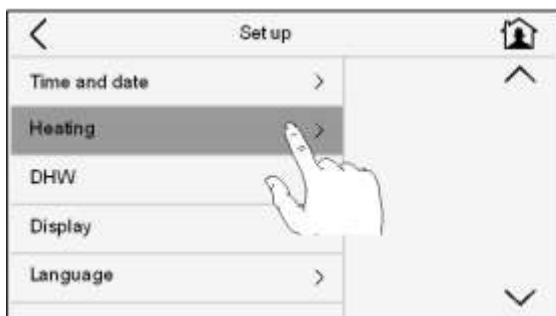 Set up
Time and date
Heating
DHW
Display
Language